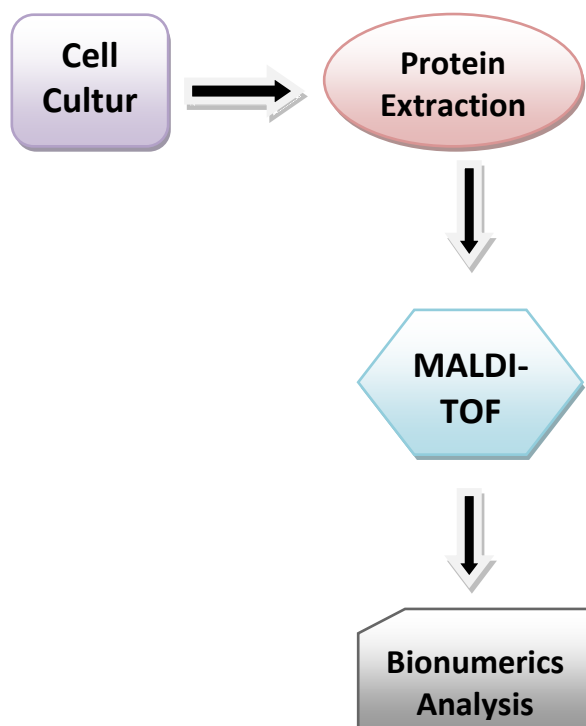 Cell
Cultur
Protein
Extraction
MALDI-
TOF
Bionumerics
Analysis